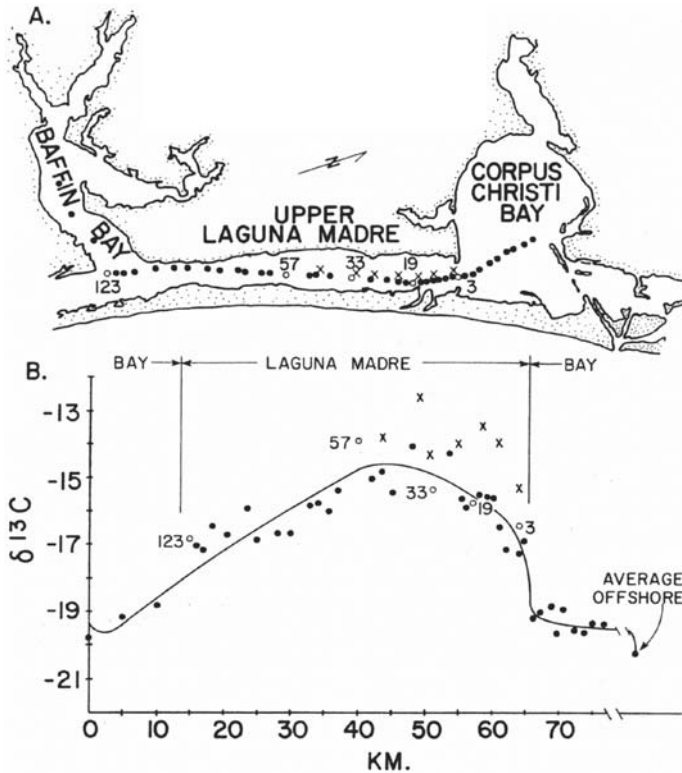 A.
BAFFIN
BAY
N
UPPER
LAGUNA MADRE
CORPUS
CHRISTI
BAY
123
57
33
19
3
B.
BAY
LAGUNA MADRE
BAY
-13
-15
-17
-19
-21
δ 13C
57
33
19
123
3
AVERAGE
OFFSHORE
0 10 20 30 40 50 60 70
KM.